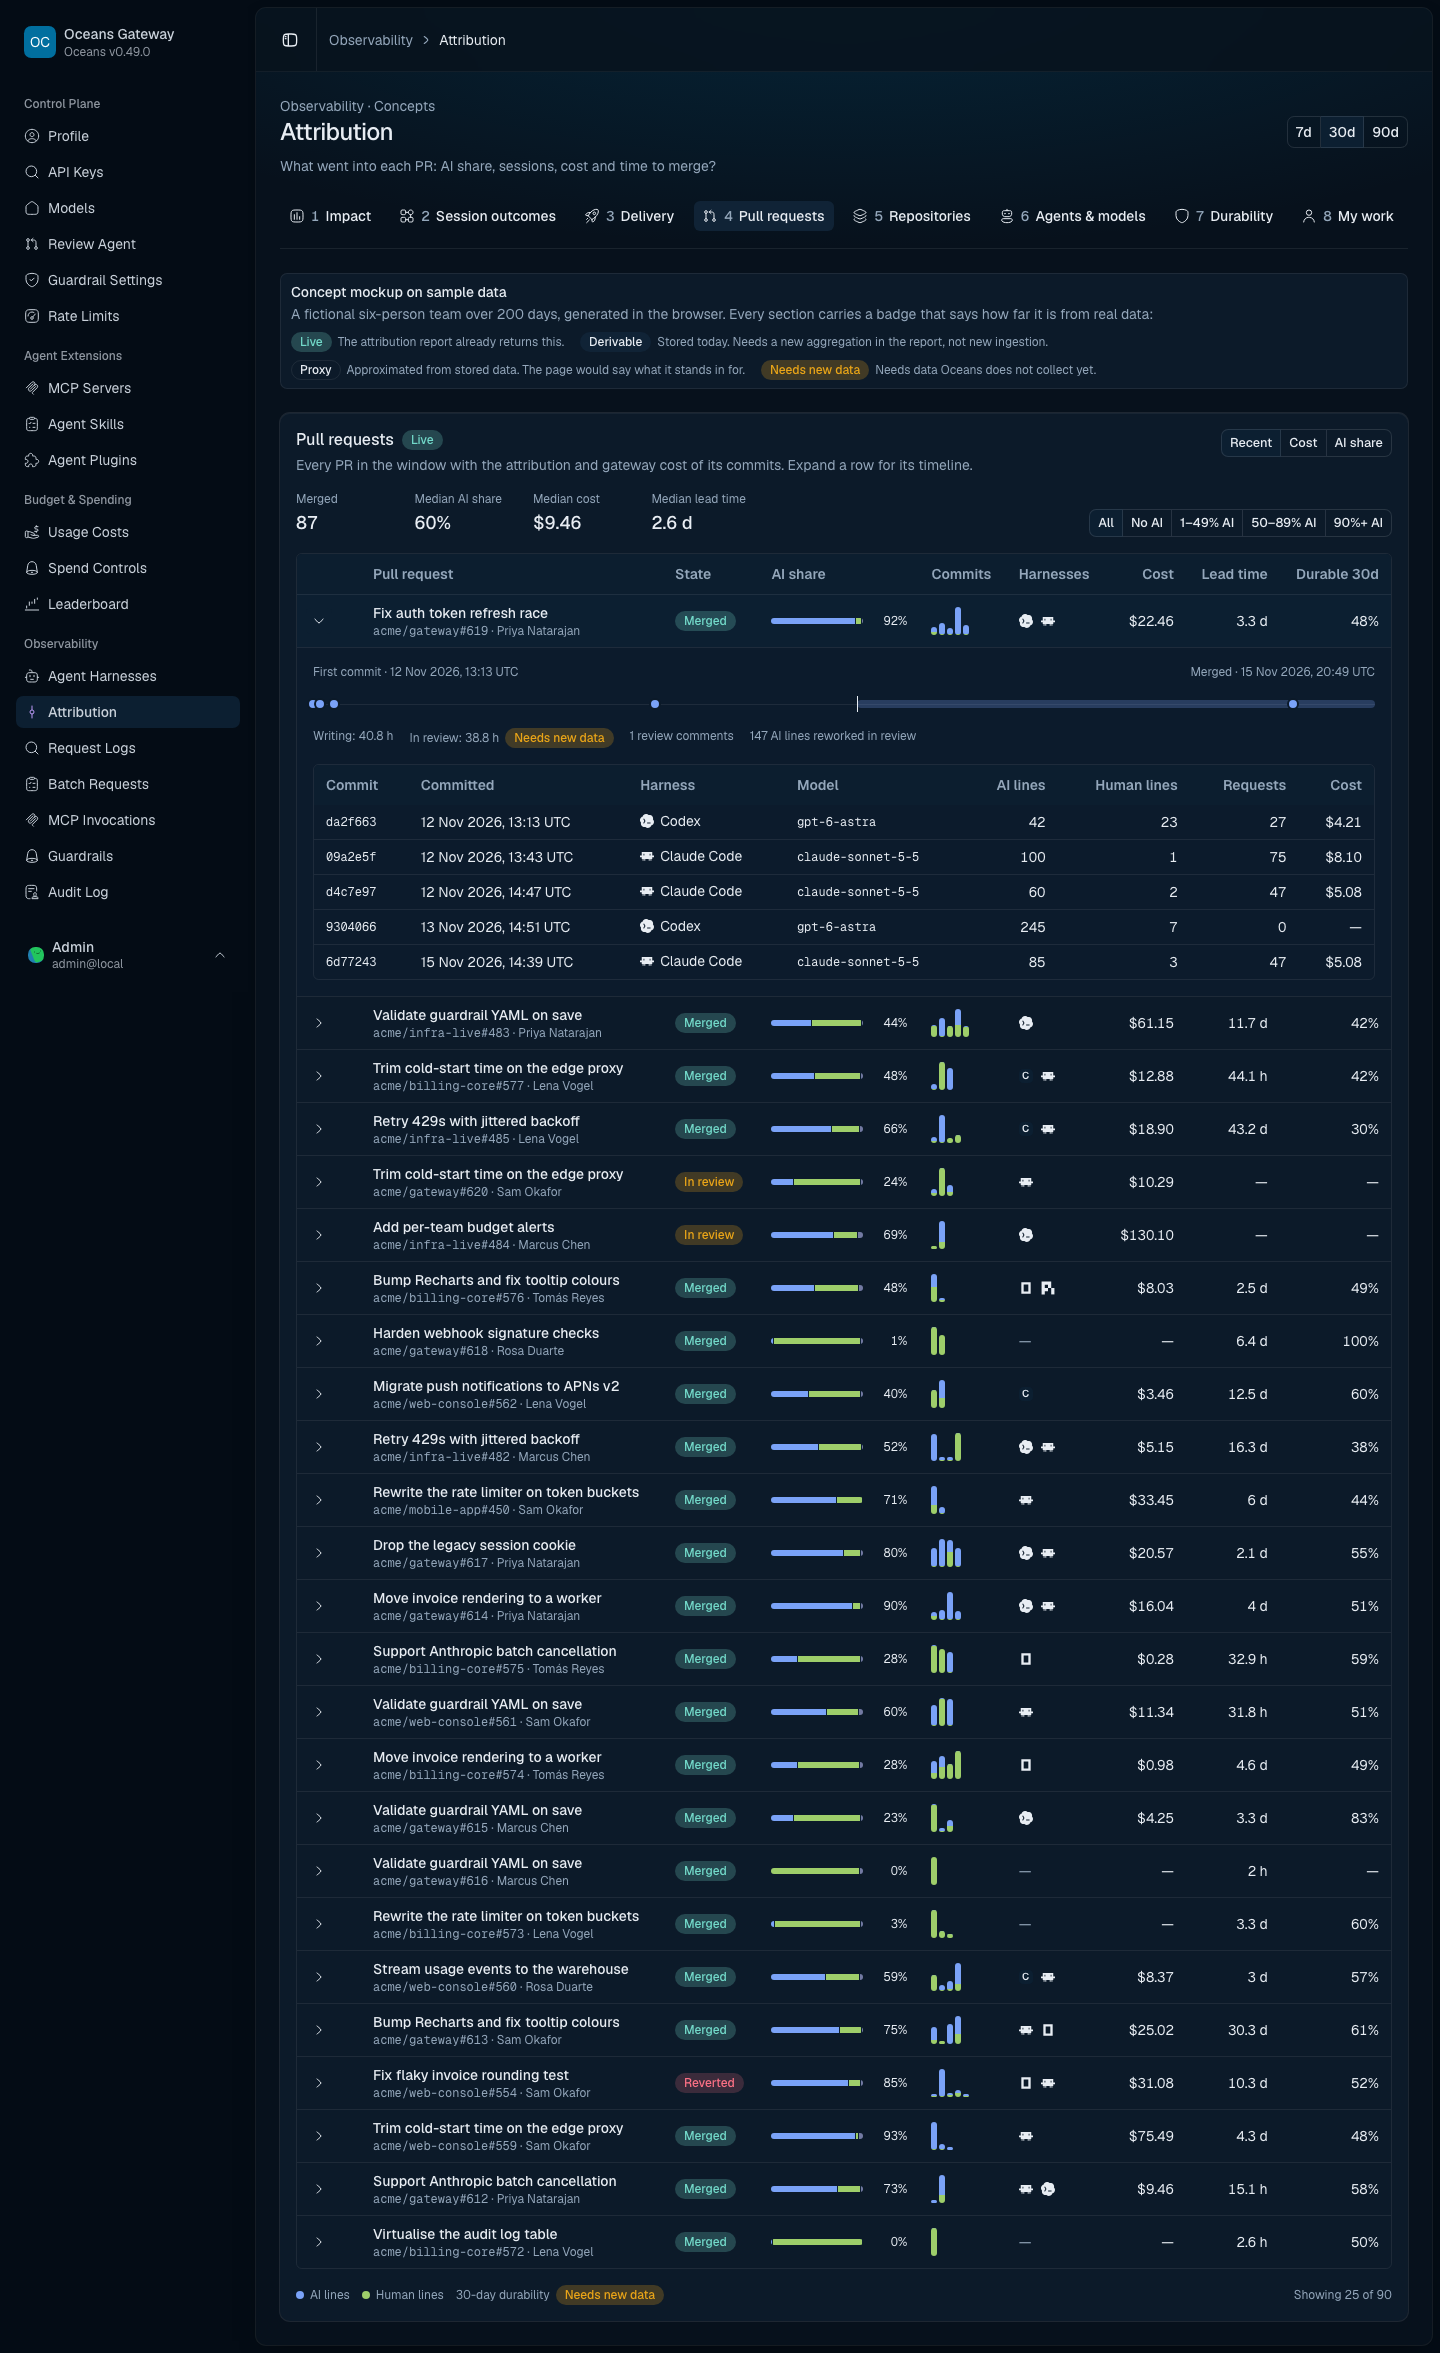 OC
Oceans Gateway
Oceans v0.49.0
Control Plane
Profile
API Keys
Models
Review Agent
Guardrail Settings
Rate Limits
Agent Extensions
MCP Servers
Agent Skills
Agent Plugins
Budget & Spending
Usage Costs
Spend Controls
Leaderboard
Observability
Agent Harnesses
Attribution
Request Logs
Batch Requests
MCP Invocations
Guardrails
Audit Log
Admin
admin@local
Observability > Attribution
Observability · Concepts
Attribution
7d 30d 90d
What went into each PR: AI share, sessions, cost and time to merge?
1 Impact 2 Session outcomes 3 Delivery 4 Pull requests 5 Repositories 6 Agents & models 7 Durability 8 My work
Concept mockup on sample data
A fictional six-person team over 200 days, generated in the browser. Every section carries a badge that says how far it is from real data:
Live The attribution report already returns this. Derivable Stored today. Needs a new aggregation in the report, not new ingestion.
Proxy Approximated from stored data. The page would say what it stands in for. Needs new data Needs data Oceans does not collect yet.
Pull requests Live
Recent Cost AI share
Every PR in the window with the attribution and gateway cost of its commits. Expand a row for its timeline.
Merged Median AI share Median cost Median lead time
87 60% $9.46 2.6 d
All No AI 1–49% AI 50–89% AI 90%+ AI
Pull request State AI share Commits Harnesses Cost Lead time Durable 30d
Fix auth token refresh race
acme/gateway#619 · Priya Natarajan
Merged 92% $22.46 3.3 d 48%
First commit · 12 Nov 2026, 13:13 UTC Merged · 15 Nov 2026, 20:49 UTC
Writing: 40.8 h In review: 38.8 h Needs new data 1 review comments 147 AI lines reworked in review
Commit Committed Harness Model AI lines Human lines Requests Cost
da2f663 12 Nov 2026, 13:13 UTC Codex gpt-6-astra 42 23 27 $4.21
09a2e5f 12 Nov 2026, 13:43 UTC Claude Code claude-sonnet-5-5 100 1 75 $8.10
d4c7e97 12 Nov 2026, 14:47 UTC Claude Code claude-sonnet-5-5 60 2 47 $5.08
9304066 13 Nov 2026, 14:51 UTC Codex gpt-6-astra 245 7 0 —
6d77243 15 Nov 2026, 14:39 UTC Claude Code claude-sonnet-5-5 85 3 47 $5.08
Validate guardrail YAML on save
acme/infra-live#483 · Priya Natarajan
Merged 44% $61.15 11.7 d 42%
Trim cold-start time on the edge proxy
acme/billing-core#577 · Lena Vogel
Merged 48% C $12.88 44.1 h 42%
Retry 429s with jittered backoff
acme/infra-live#485 · Lena Vogel
Merged 66% C $18.90 43.2 h 30%
Trim cold-start time on the edge proxy
acme/gateway#620 · Sam Okafor
In review 24% $10.29 — —
Add per-team budget alerts
acme/infra-live#484 · Marcus Chen
In review 69% $130.10 — —
Bump Recharts and fix tooltip colours
acme/billing-core#576 · Tomás Reyes
Merged 48% $8.03 2.5 d 49%
Harden webhook signature checks
acme/gateway#618 · Rosa Duarte
Merged 1% — — 6.4 d 100%
Migrate push notifications to APNs v2
acme/web-console#562 · Lena Vogel
Merged 40% C $3.46 12.5 d 60%
Retry 429s with jittered backoff
acme/infra-live#482 · Marcus Chen
Merged 52% $5.15 16.3 d 38%
Rewrite the rate limiter on token buckets
acme/mobile-app#450 · Sam Okafor
Merged 71% $33.45 6 d 44%
Drop the legacy session cookie
acme/gateway#617 · Priya Natarajan
Merged 80% $20.57 2.1 d 55%
Move invoice rendering to a worker
acme/gateway#614 · Priya Natarajan
Merged 90% $16.04 4 d 51%
Support Anthropic batch cancellation
acme/billing-core#575 · Tomás Reyes
Merged 28% $0.28 32.9 h 59%
Validate guardrail YAML on save
acme/web-console#561 · Sam Okafor
Merged 60% $11.34 31.8 h 51%
Move invoice rendering to a worker
acme/billing-core#574 · Tomás Reyes
Merged 28% $0.98 4.6 d 49%
Validate guardrail YAML on save
acme/gateway#615 · Marcus Chen
Merged 23% $4.25 3.3 d 83%
Validate guardrail YAML on save
acme/gateway#616 · Marcus Chen
Merged 0% — — 2 h —
Rewrite the rate limiter on token buckets
acme/billing-core#573 · Lena Vogel
Merged 3% — — 3.3 d 60%
Stream usage events to the warehouse
acme/web-console#560 · Rosa Duarte
Merged 59% C $8.37 3 d 57%
Bump Recharts and fix tooltip colours
acme/gateway#613 · Sam Okafor
Merged 75% $25.02 30.3 d 61%
Fix flaky invoice rounding test
acme/web-console#554 · Sam Okafor
Reverted 85% $31.08 10.3 d 52%
Trim cold-start time on the edge proxy
acme/web-console#559 · Sam Okafor
Merged 93% $75.49 4.3 d 48%
Support Anthropic batch cancellation
acme/gateway#612 · Priya Natarajan
Merged 73% $9.46 15.1 h 58%
Virtualise the audit log table
acme/billing-core#572 · Lena Vogel
Merged 0% — — 2.6 h 50%
AI lines Human lines 30-day durability Needs new data Showing 25 of 90